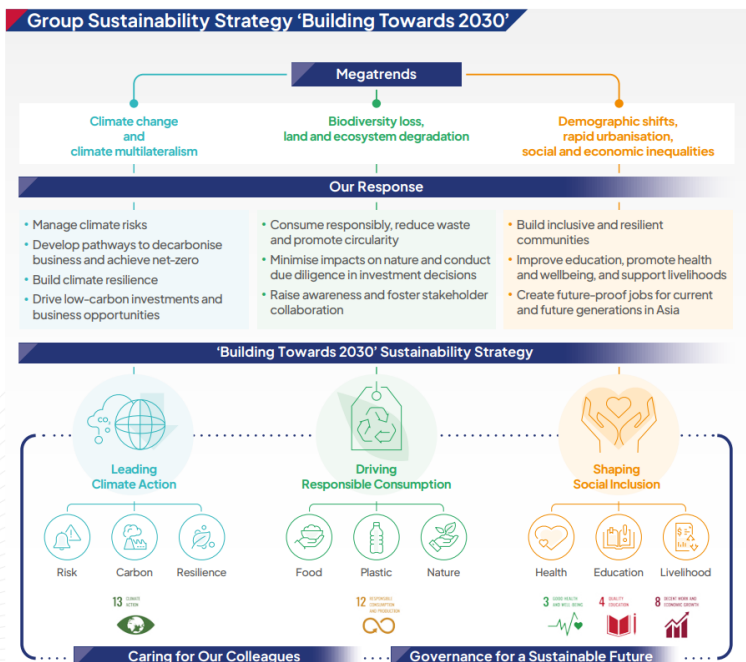 Group Sustainability Strategy ‘Building Towards 2030’
Megatrends
Climate change
and
climate multilateralism
Biodiversity loss,
land and ecosystem degradation
Demographic shifts,
rapid urbanisation,
social and economic inequalities
Our Response
• Manage climate risks
• Develop pathways to decarbonise
business and achieve net-zero
• Build climate resilience
• Drive low-carbon investments and
business opportunities
• Consume responsibly, reduce waste
and promote circularity
• Minimise impacts on nature and conduct
due diligence in investment decisions
• Raise awareness and foster stakeholder
collaboration
• Build inclusive and resilient
communities
• Improve education, promote health
and wellbeing, and support livelihoods
• Create future-proof jobs for current
and future generations in Asia
‘Building Towards 2030’ Sustainability Strategy
CO₂
Leading
Climate Action
Driving
Responsible Consumption
Shaping
Social Inclusion
Risk
Carbon
Resilience
Food
Plastic
Nature
Health
Education
Livelihood
13 CLIMATE
ACTION
12 RESPONSIBLE
CONSUMPTION
AND PRODUCTION
3 GOOD HEALTH
AND WELL-BEING
4 QUALITY
EDUCATION
8 DECENT WORK AND
ECONOMIC GROWTH
Caring for Our Colleagues
Governance for a Sustainable Future